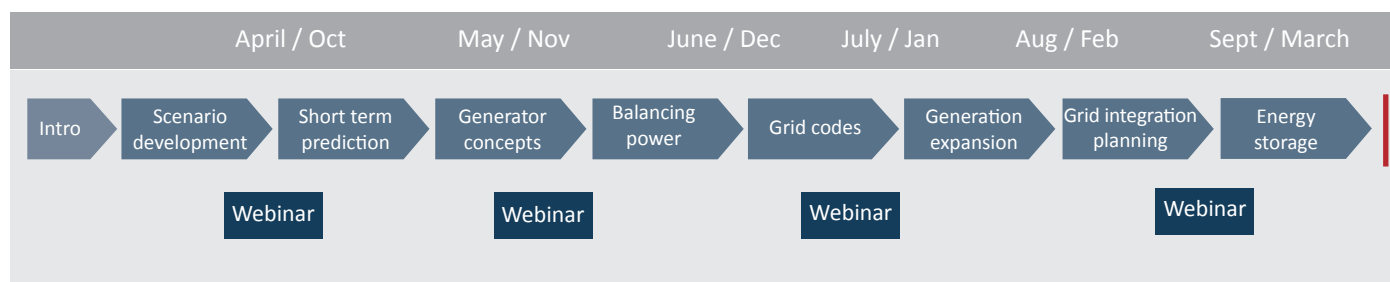 April / Oct
May / Nov
June / Dec
July / Jan
Aug / Feb
Sept / March
Intro
Scenario
development
Short term
prediction
Generator
concepts
Balancing
power
Grid codes
Generation
expansion
Grid integration
planning
Energy
storage
Webinar
Webinar
Webinar
Webinar